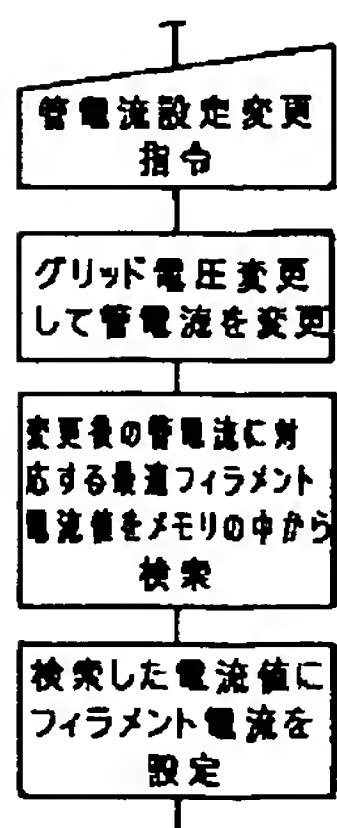 管電流設定変更
指令
グリッド電圧変更
して管電流を変更
変更後の管電流に対
応する最適フィラメント
電流値をメモリの中から
検索
検索した電流値に
フィラメント電流を
設定